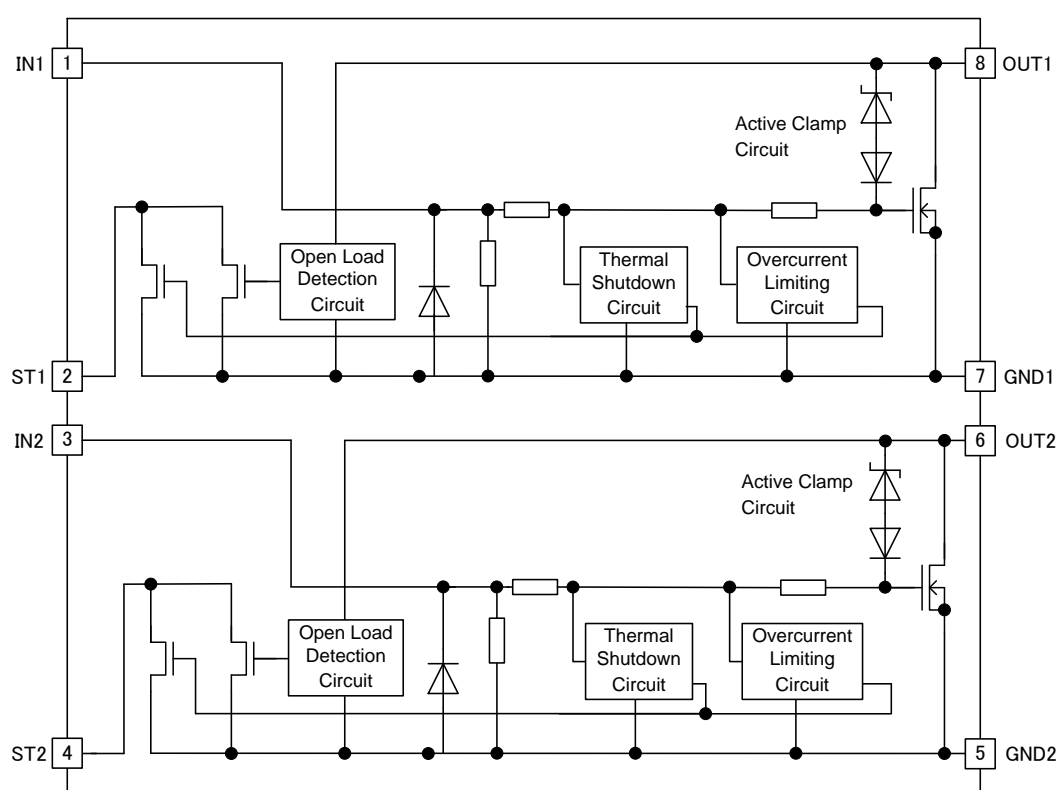 IN1 1
8 OUT1
Active Clamp
Circuit
Open Load
Detection
Circuit
Thermal
Shutdown
Circuit
Overcurrent
Limiting
Circuit
ST1 2
7 GND1
IN2 3
6 OUT2
Active Clamp
Circuit
Open Load
Detection
Circuit
Thermal
Shutdown
Circuit
Overcurrent
Limiting
Circuit
ST2 4
5 GND2